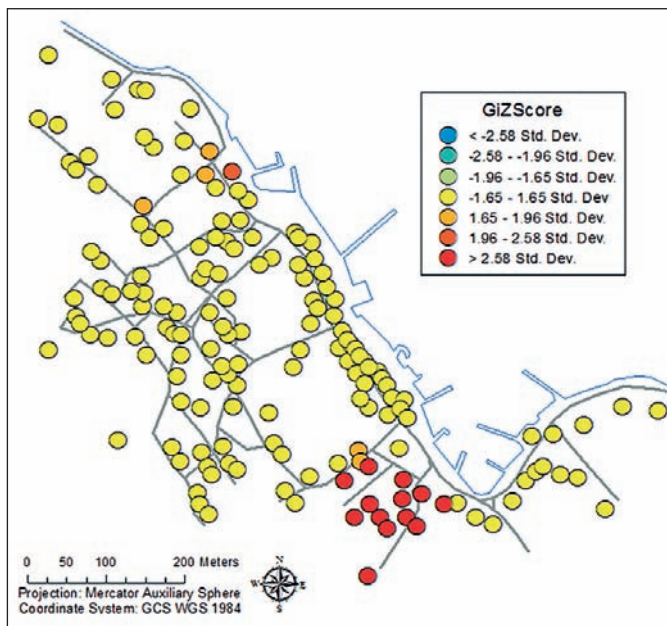 GiZScore
< -2.58 Std. Dev.
-2.58 - -1.96 Std. Dev.
-1.96 - -1.65 Std. Dev.
-1.65 - 1.65 Std. Dev
1.65 - 1.96 Std. Dev.
1.96 - 2.58 Std. Dev.
> 2.58 Std. Dev.
0 50 100 200 Meters
N
W E
S
Projection: Mercator Auxiliary Sphere
Coordinate System: GCS WGS 1984